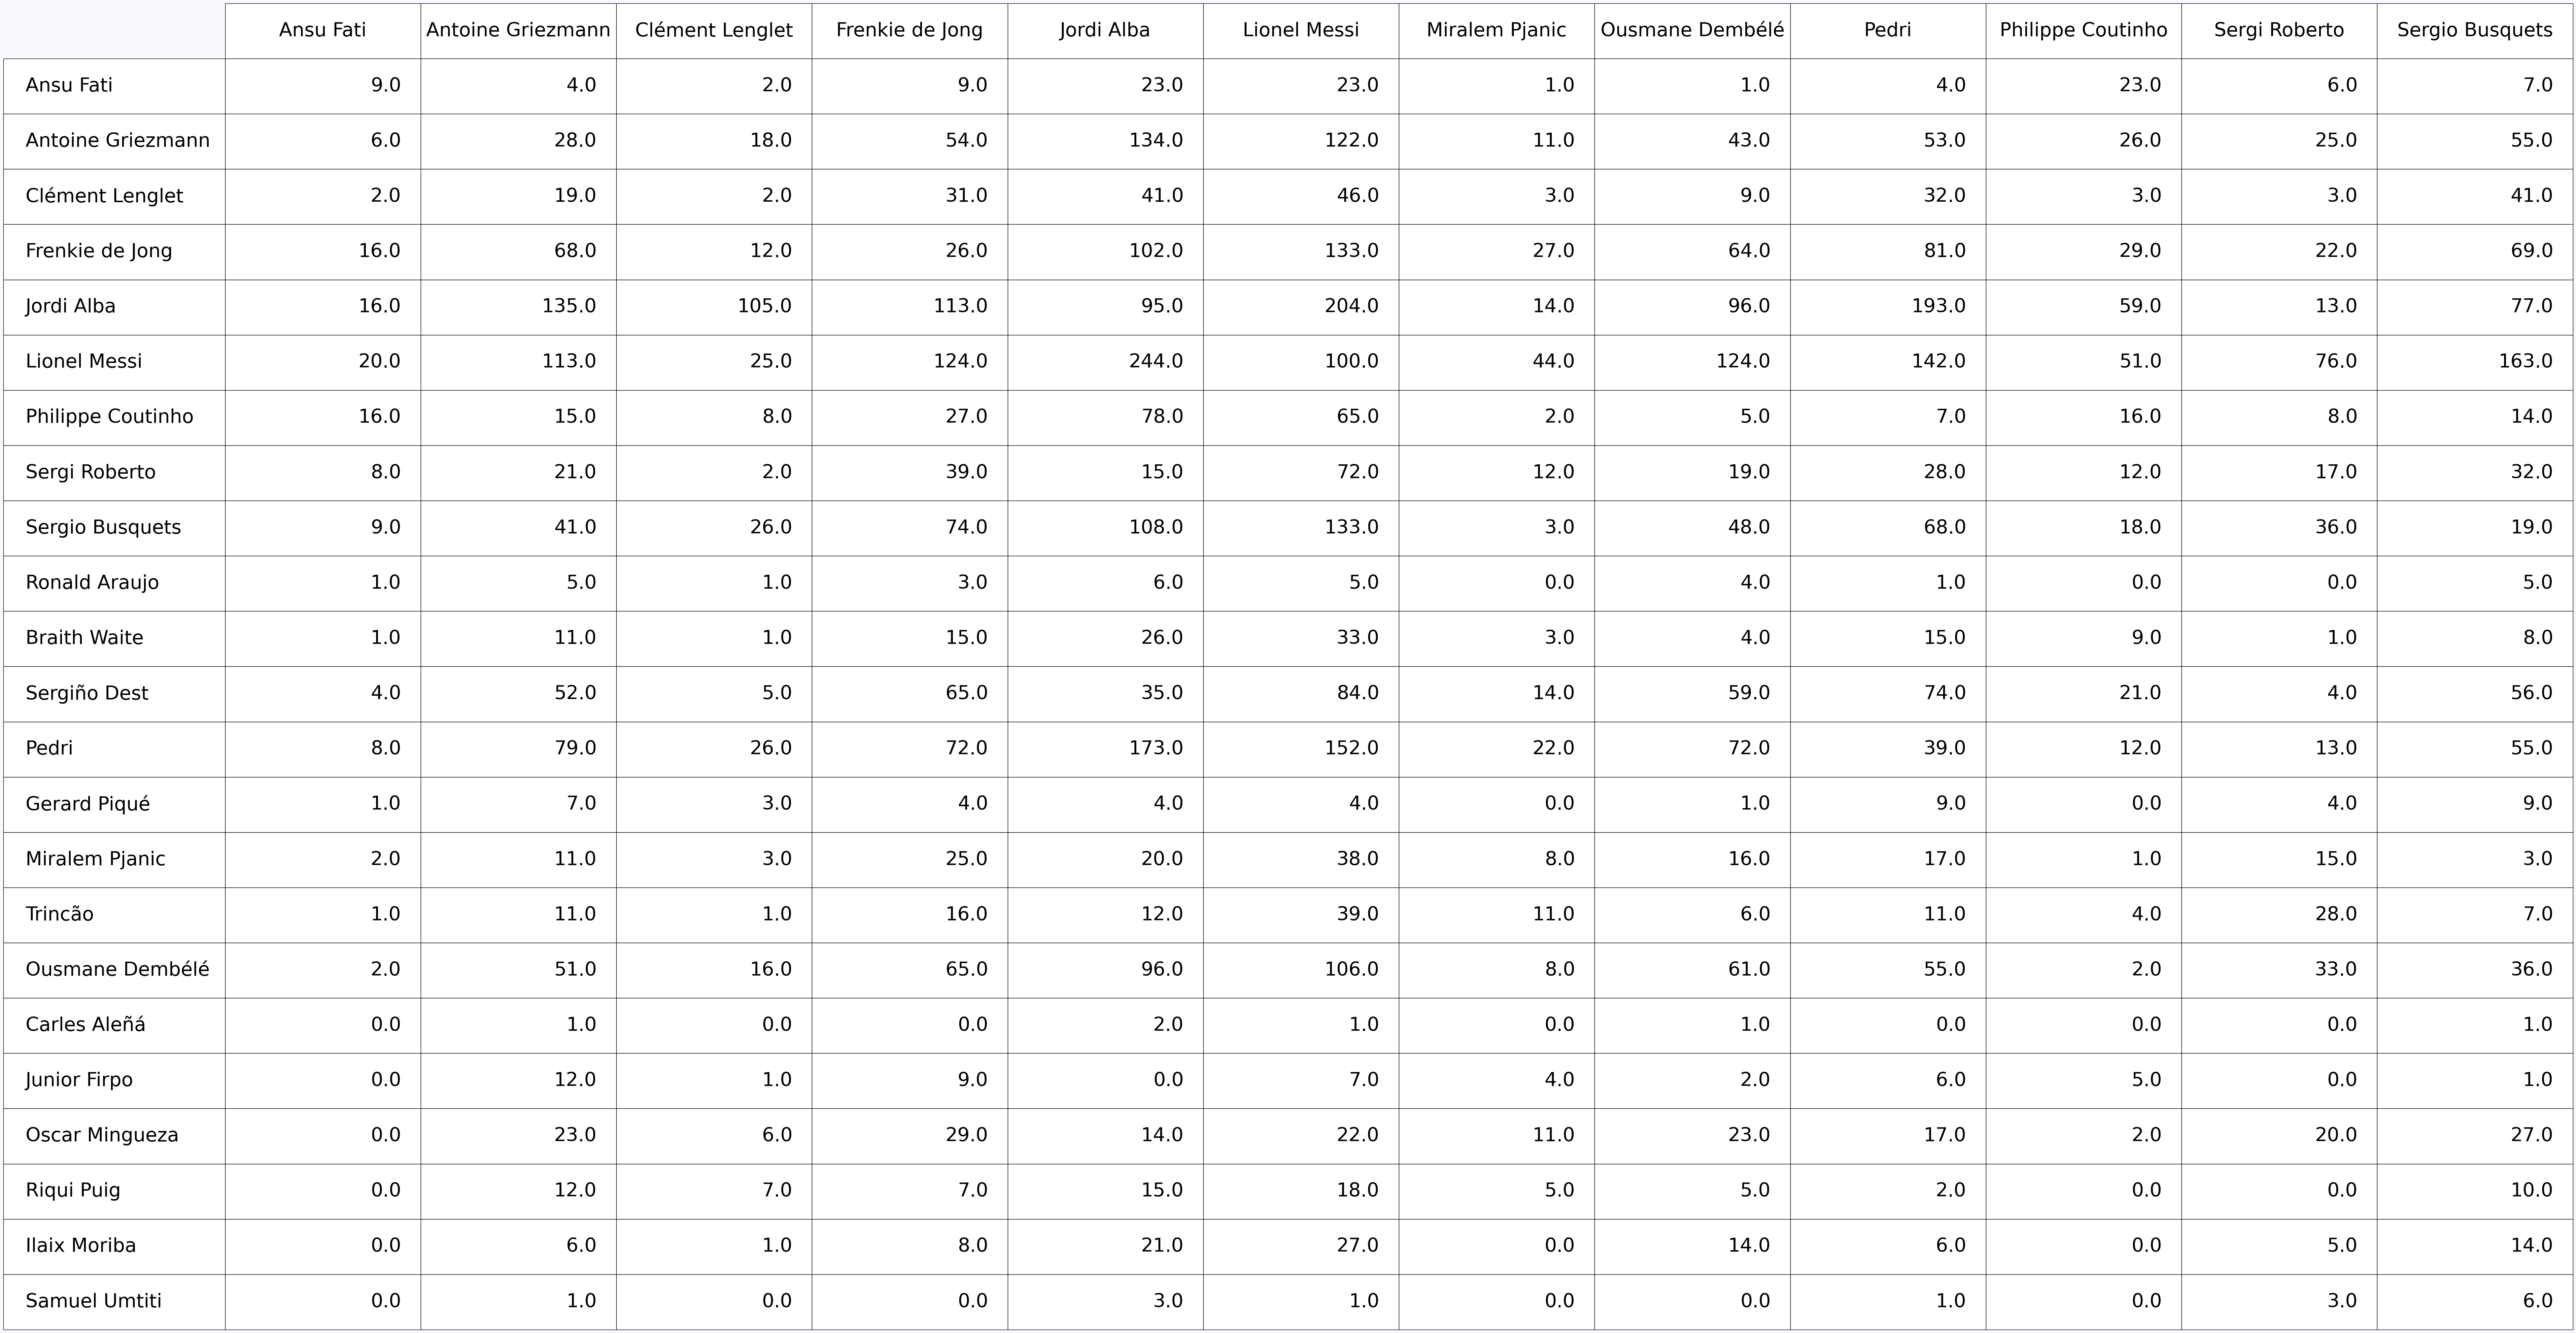 Ansu Fati Antoine Griezmann Clément Lenglet Frenkie de Jong Jordi Alba Lionel Messi Miralem Pjanic Ousmane Dembélé Pedri Philippe Coutinho Sergi Roberto Sergio Busquets
Ansu Fati 9.0 4.0 2.0 9.0 23.0 23.0 1.0 1.0 4.0 23.0 6.0 7.0
Antoine Griezmann 6.0 28.0 18.0 54.0 134.0 122.0 11.0 43.0 53.0 26.0 25.0 55.0
Clément Lenglet 2.0 19.0 2.0 31.0 41.0 46.0 3.0 9.0 32.0 3.0 3.0 41.0
Frenkie de Jong 16.0 68.0 12.0 26.0 102.0 133.0 27.0 64.0 81.0 29.0 22.0 69.0
Jordi Alba 16.0 135.0 105.0 113.0 95.0 204.0 14.0 96.0 193.0 59.0 13.0 77.0
Lionel Messi 20.0 113.0 25.0 124.0 244.0 100.0 44.0 124.0 142.0 51.0 76.0 163.0
Philippe Coutinho 16.0 15.0 8.0 27.0 78.0 65.0 2.0 5.0 7.0 16.0 8.0 14.0
Sergi Roberto 8.0 21.0 2.0 39.0 15.0 72.0 12.0 19.0 28.0 12.0 17.0 32.0
Sergio Busquets 9.0 41.0 26.0 74.0 108.0 133.0 3.0 48.0 68.0 18.0 36.0 19.0
Ronald Araujo 1.0 5.0 1.0 3.0 6.0 5.0 0.0 4.0 1.0 0.0 0.0 5.0
Braith Waite 1.0 11.0 1.0 15.0 26.0 33.0 3.0 4.0 15.0 9.0 1.0 8.0
Sergiño Dest 4.0 52.0 5.0 65.0 35.0 84.0 14.0 59.0 74.0 21.0 4.0 56.0
Pedri 8.0 79.0 26.0 72.0 173.0 152.0 22.0 72.0 39.0 12.0 13.0 55.0
Gerard Piqué 1.0 7.0 3.0 4.0 4.0 4.0 0.0 1.0 9.0 0.0 4.0 9.0
Miralem Pjanic 2.0 11.0 3.0 25.0 20.0 38.0 8.0 16.0 17.0 1.0 15.0 3.0
Trincão 1.0 11.0 1.0 16.0 12.0 39.0 11.0 6.0 11.0 4.0 28.0 7.0
Ousmane Dembélé 2.0 51.0 16.0 65.0 96.0 106.0 8.0 61.0 55.0 2.0 33.0 36.0
Carles Aleñá 0.0 1.0 0.0 0.0 2.0 1.0 0.0 1.0 0.0 0.0 0.0 1.0
Junior Firpo 0.0 12.0 1.0 9.0 0.0 7.0 4.0 2.0 6.0 5.0 0.0 1.0
Oscar Mingueza 0.0 23.0 6.0 29.0 14.0 22.0 11.0 23.0 17.0 2.0 20.0 27.0
Riqui Puig 0.0 12.0 7.0 7.0 15.0 18.0 5.0 5.0 2.0 0.0 0.0 10.0
Ilaix Moriba 0.0 6.0 1.0 8.0 21.0 27.0 0.0 14.0 6.0 0.0 5.0 14.0
Samuel Umtiti 0.0 1.0 0.0 0.0 3.0 1.0 0.0 0.0 1.0 0.0 3.0 6.0